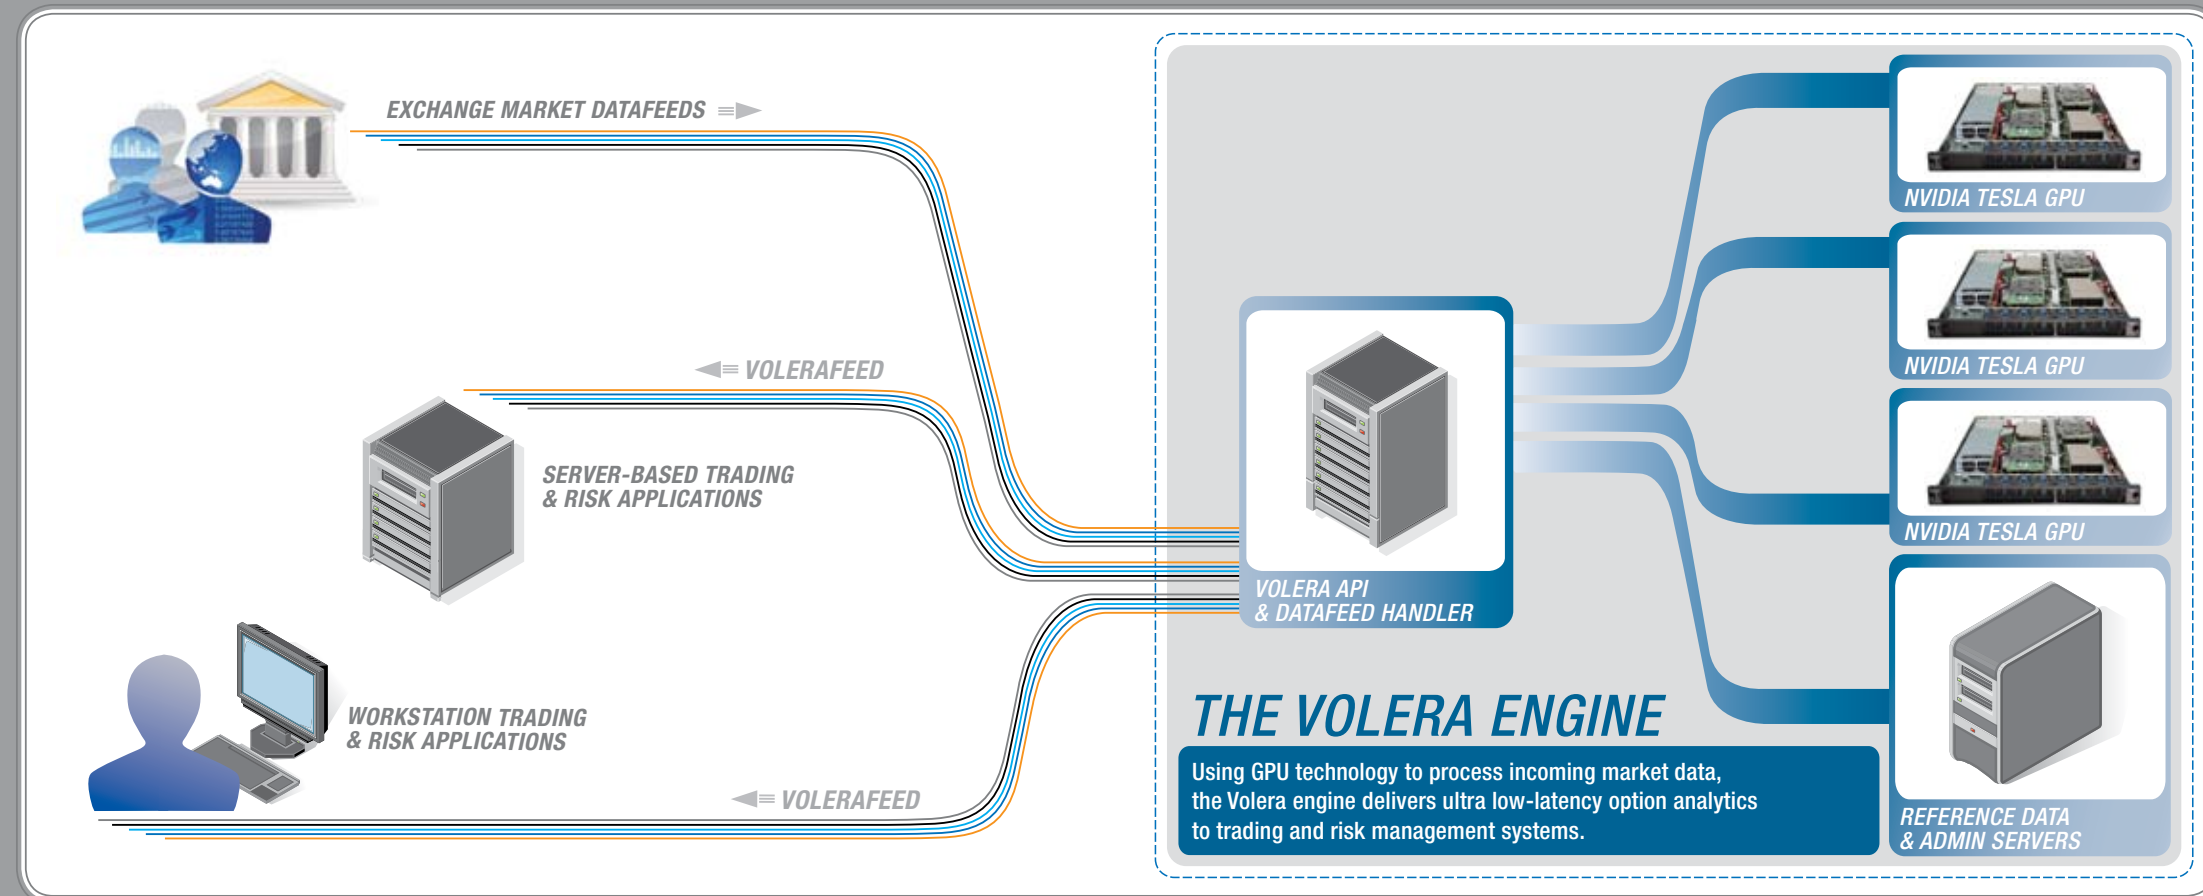 EXCHANGE MARKET DATAFEEDS
VOLERAFEED
SERVER-BASED TRADING
& RISK APPLICATIONS
WORKSTATION TRADING
& RISK APPLICATIONS
VOLERAFEED
VOLERA API
& DATAFEED HANDLER
NVIDIA TESLA GPU
NVIDIA TESLA GPU
NVIDIA TESLA GPU
REFERENCE DATA
& ADMIN SERVERS
THE VOLERA ENGINE
Using GPU technology to process incoming market data,
the Volera engine delivers ultra low-latency option analytics
to trading and risk management systems.